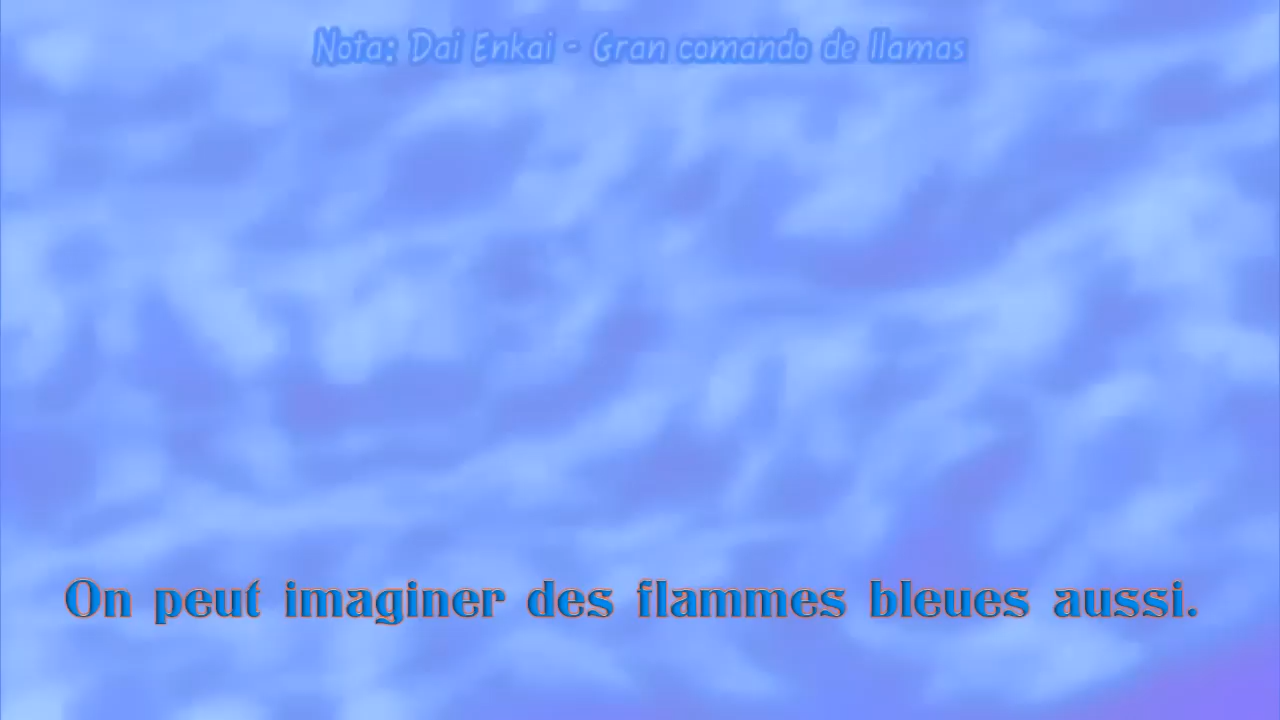 Nota: Dai Enkai - Gran comando de llamas
On peut imaginer des flammes bleues aussi.